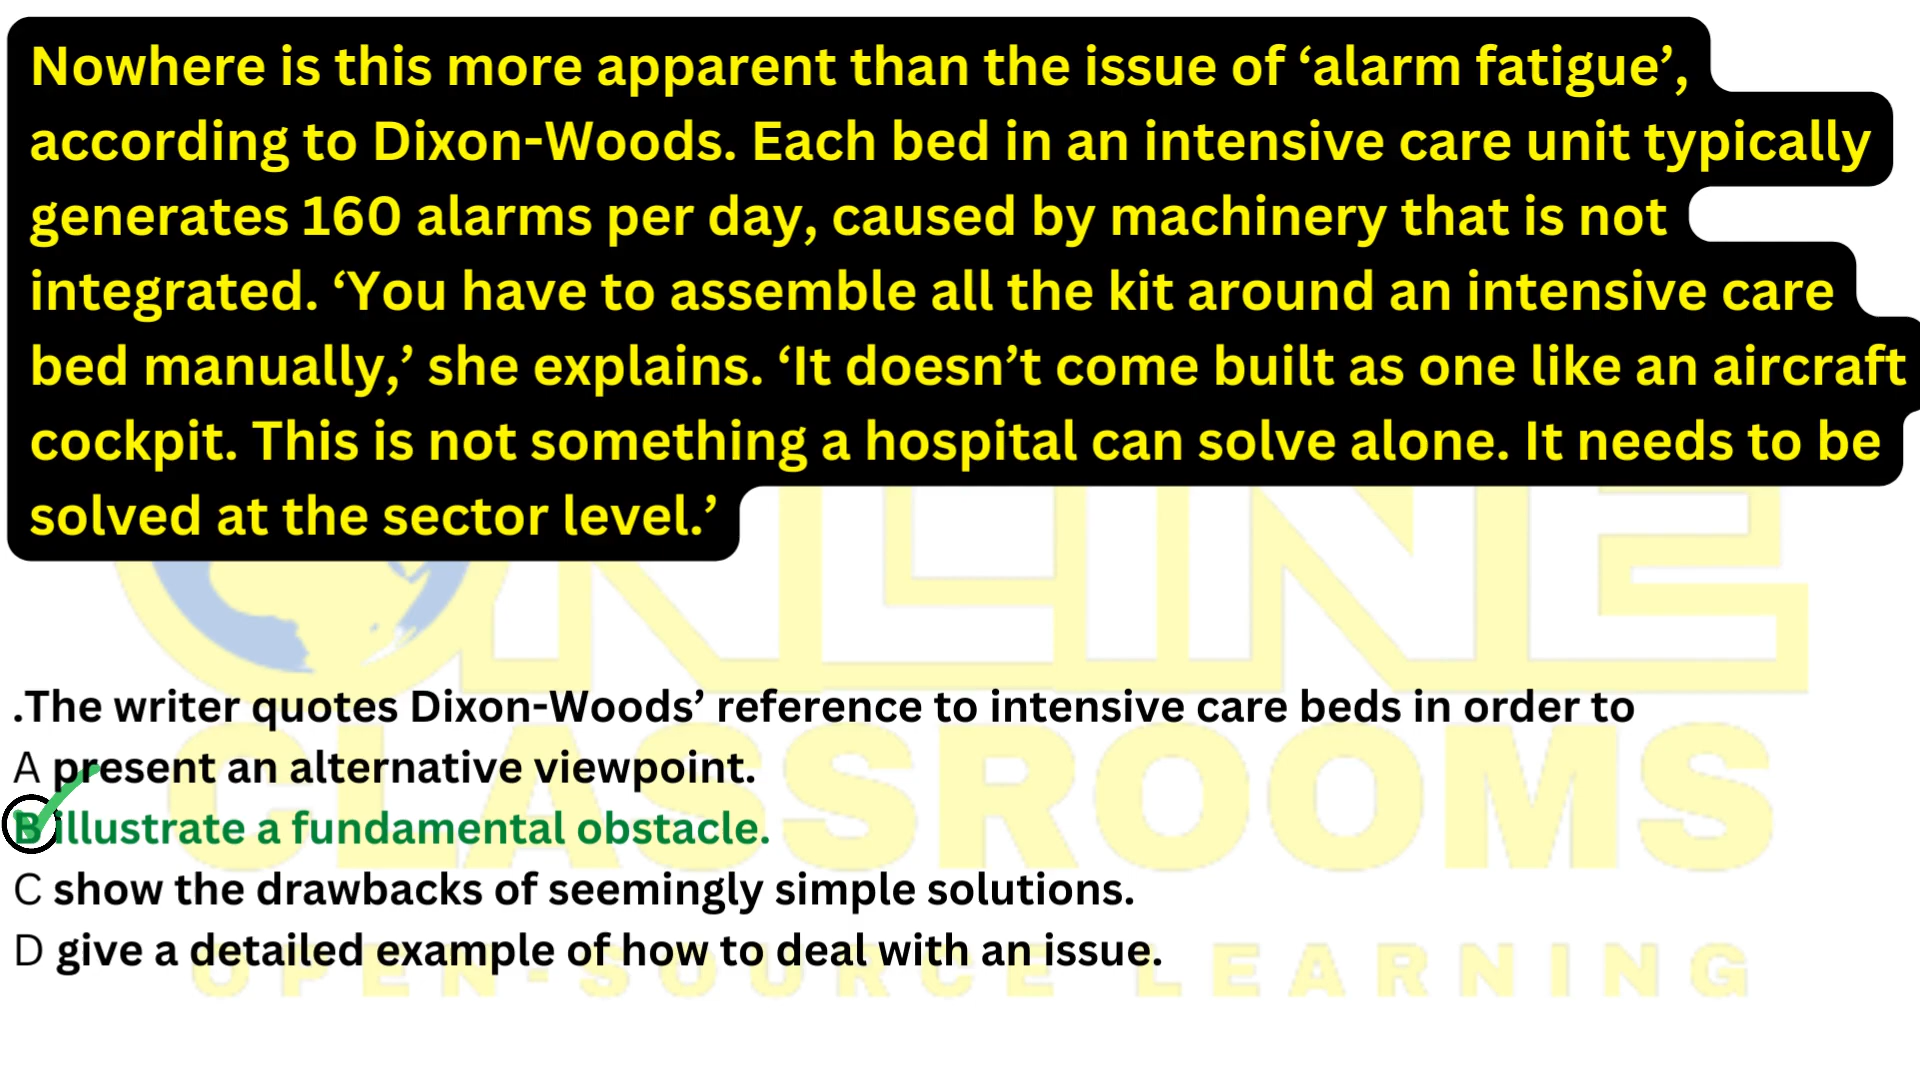 Nowhere is this more apparent than the issue of ‘alarm fatigue’,
according to Dixon-Woods. Each bed in an intensive care unit typically
generates 160 alarms per day, caused by machinery that is not
integrated. ‘You have to assemble all the kit around an intensive care
bed manually,’ she explains. ‘It doesn’t come built as one like an aircraft
cockpit. This is not something a hospital can solve alone. It needs to be
solved at the sector level.’
ONLINE
.The writer quotes Dixon-Woods’ reference to intensive care beds in order to
A present an alternative viewpoint.
B illustrate a fundamental obstacle.
CLASSROOMS
C show the drawbacks of seemingly simple solutions.
D give a detailed example of how to deal with an issue.
OPEN-SOURCE LEARNING